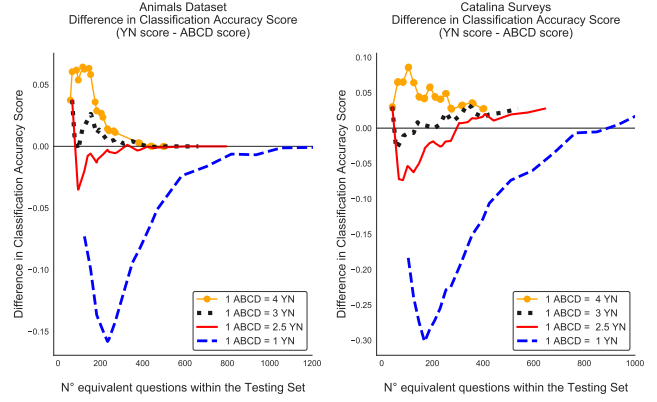 Animals Dataset
Difference in Classification Accuracy Score
(YN score - ABCD score)
Difference in Classification Accuracy Score
0.05
0.00
−0.05
−0.10
−0.15
0
200
400
600
800
1000
1200
1 ABCD = 4 YN
1 ABCD = 3 YN
1 ABCD = 2.5 YN
1 ABCD = 1 YN
N° equivalent questions within the Testing Set
Catalina Surveys
Difference in Classification Accuracy Score
(YN score - ABCD score)
Difference in Classification Accuracy Score
0.10
0.05
0.00
−0.05
−0.10
−0.15
−0.20
−0.25
−0.30
0
200
400
600
800
1000
1 ABCD = 4 YN
1 ABCD = 3 YN
1 ABCD = 2.5 YN
1 ABCD = 1 YN
N° equivalent questions within the Testing Set